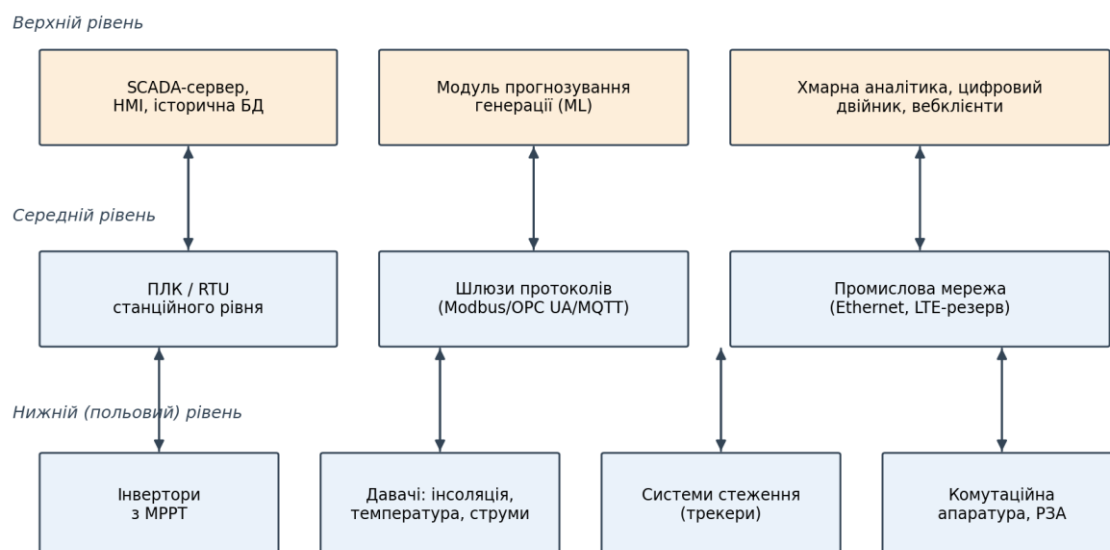 Верхній рівень
SCADA-сервер,
HMI, історична БД
Модуль прогнозування
генерації (ML)
Хмарна аналітика, цифровий
двійник, вебклієнти
Середній рівень
ПЛК / RTU
станційного рівня
Шлюзи протоколів
(Modbus/OPC UA/MQTT)
Промислова мережа
(Ethernet, LTE-резерв)
Нижній (польовий) рівень
Інвертори
з MPPT
Давачі: інсоляція,
температура, струми
Системи стеження
(трекери)
Комутаційна
апаратура, РЗА